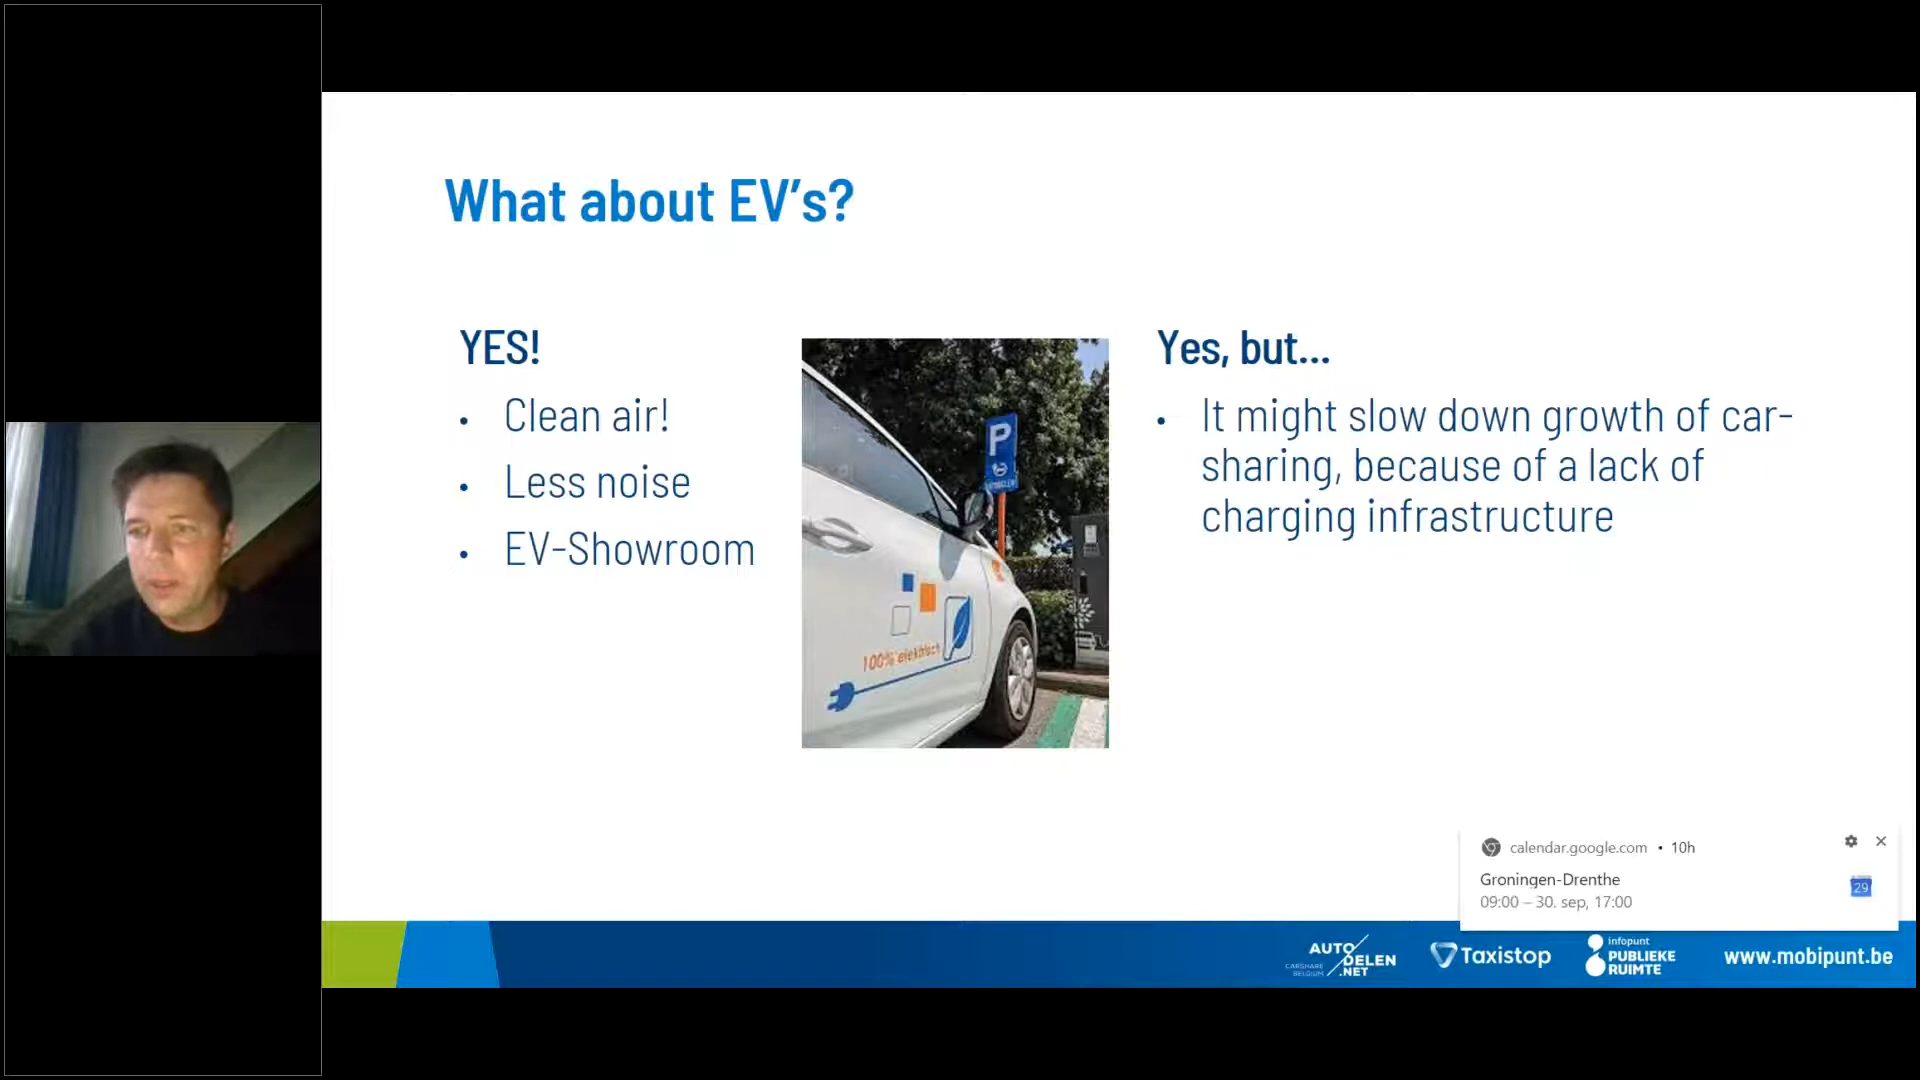 What about EV's?
YES!
• Clean air!
• Less noise
• EV-Showroom
P
100% elektrisch
Yes, but...
• It might slow down growth of car-
sharing, because of a lack of
charging infrastructure
calendar.google.com • 10h
Groningen-Drenthe
09:00 – 30. sep, 17:00
29
AUTO
DELEN
.NET
CARSHARE
BELGIUM
Taxistop
infopunt
PUBLIEKE
RUIMTE
www.mobipunt.be